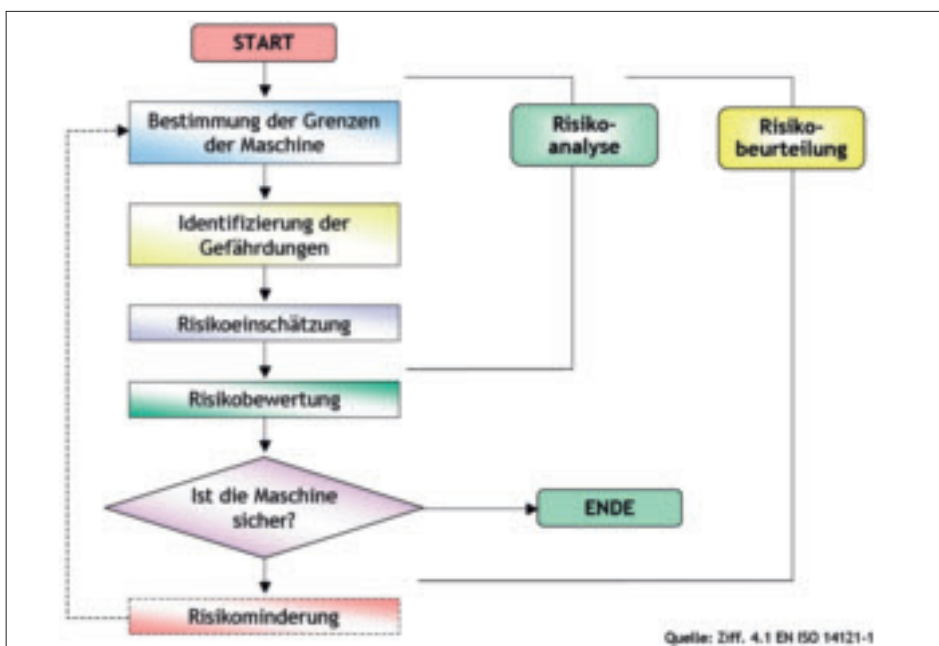 START
Bestimmung der Grenzen
der Maschine
Risiko-
analyse
Risiko-
beurteilung
Identifizierung der
Gefährdungen
Risikoeinschätzung
Risikobewertung
Ist die Maschine
sicher?
ENDE
Risikominderung
Quelle: Ziff. 4.1 EN ISO 14121-1